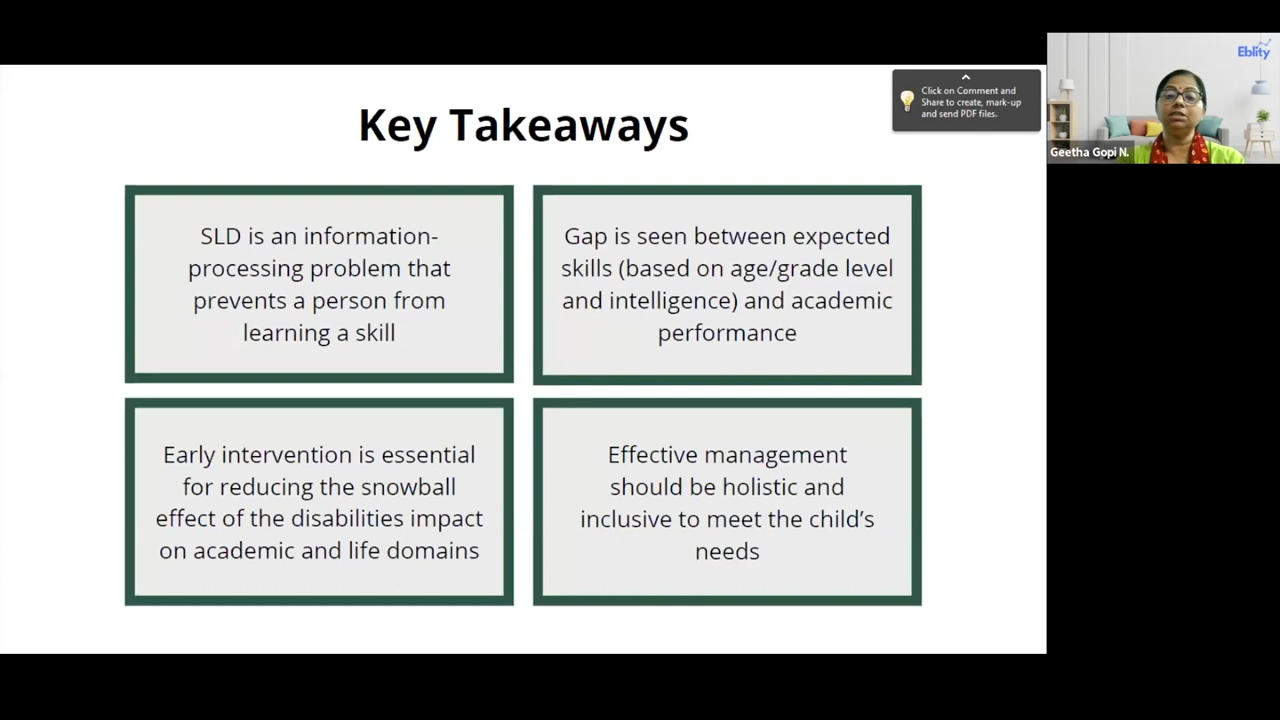 Key Takeaways
SLD is an information-
processing problem that
prevents a person from
learning a skill
Gap is seen between expected
skills (based on age/grade level
and intelligence) and academic
performance
Early intervention is essential
for reducing the snowball
effect of the disabilities impact
on academic and life domains
Effective management
should be holistic and
inclusive to meet the child’s
needs
Click on Comment and
Share to create, mark-up
and send PDF files.
Eblity
Geetha Gopi N.